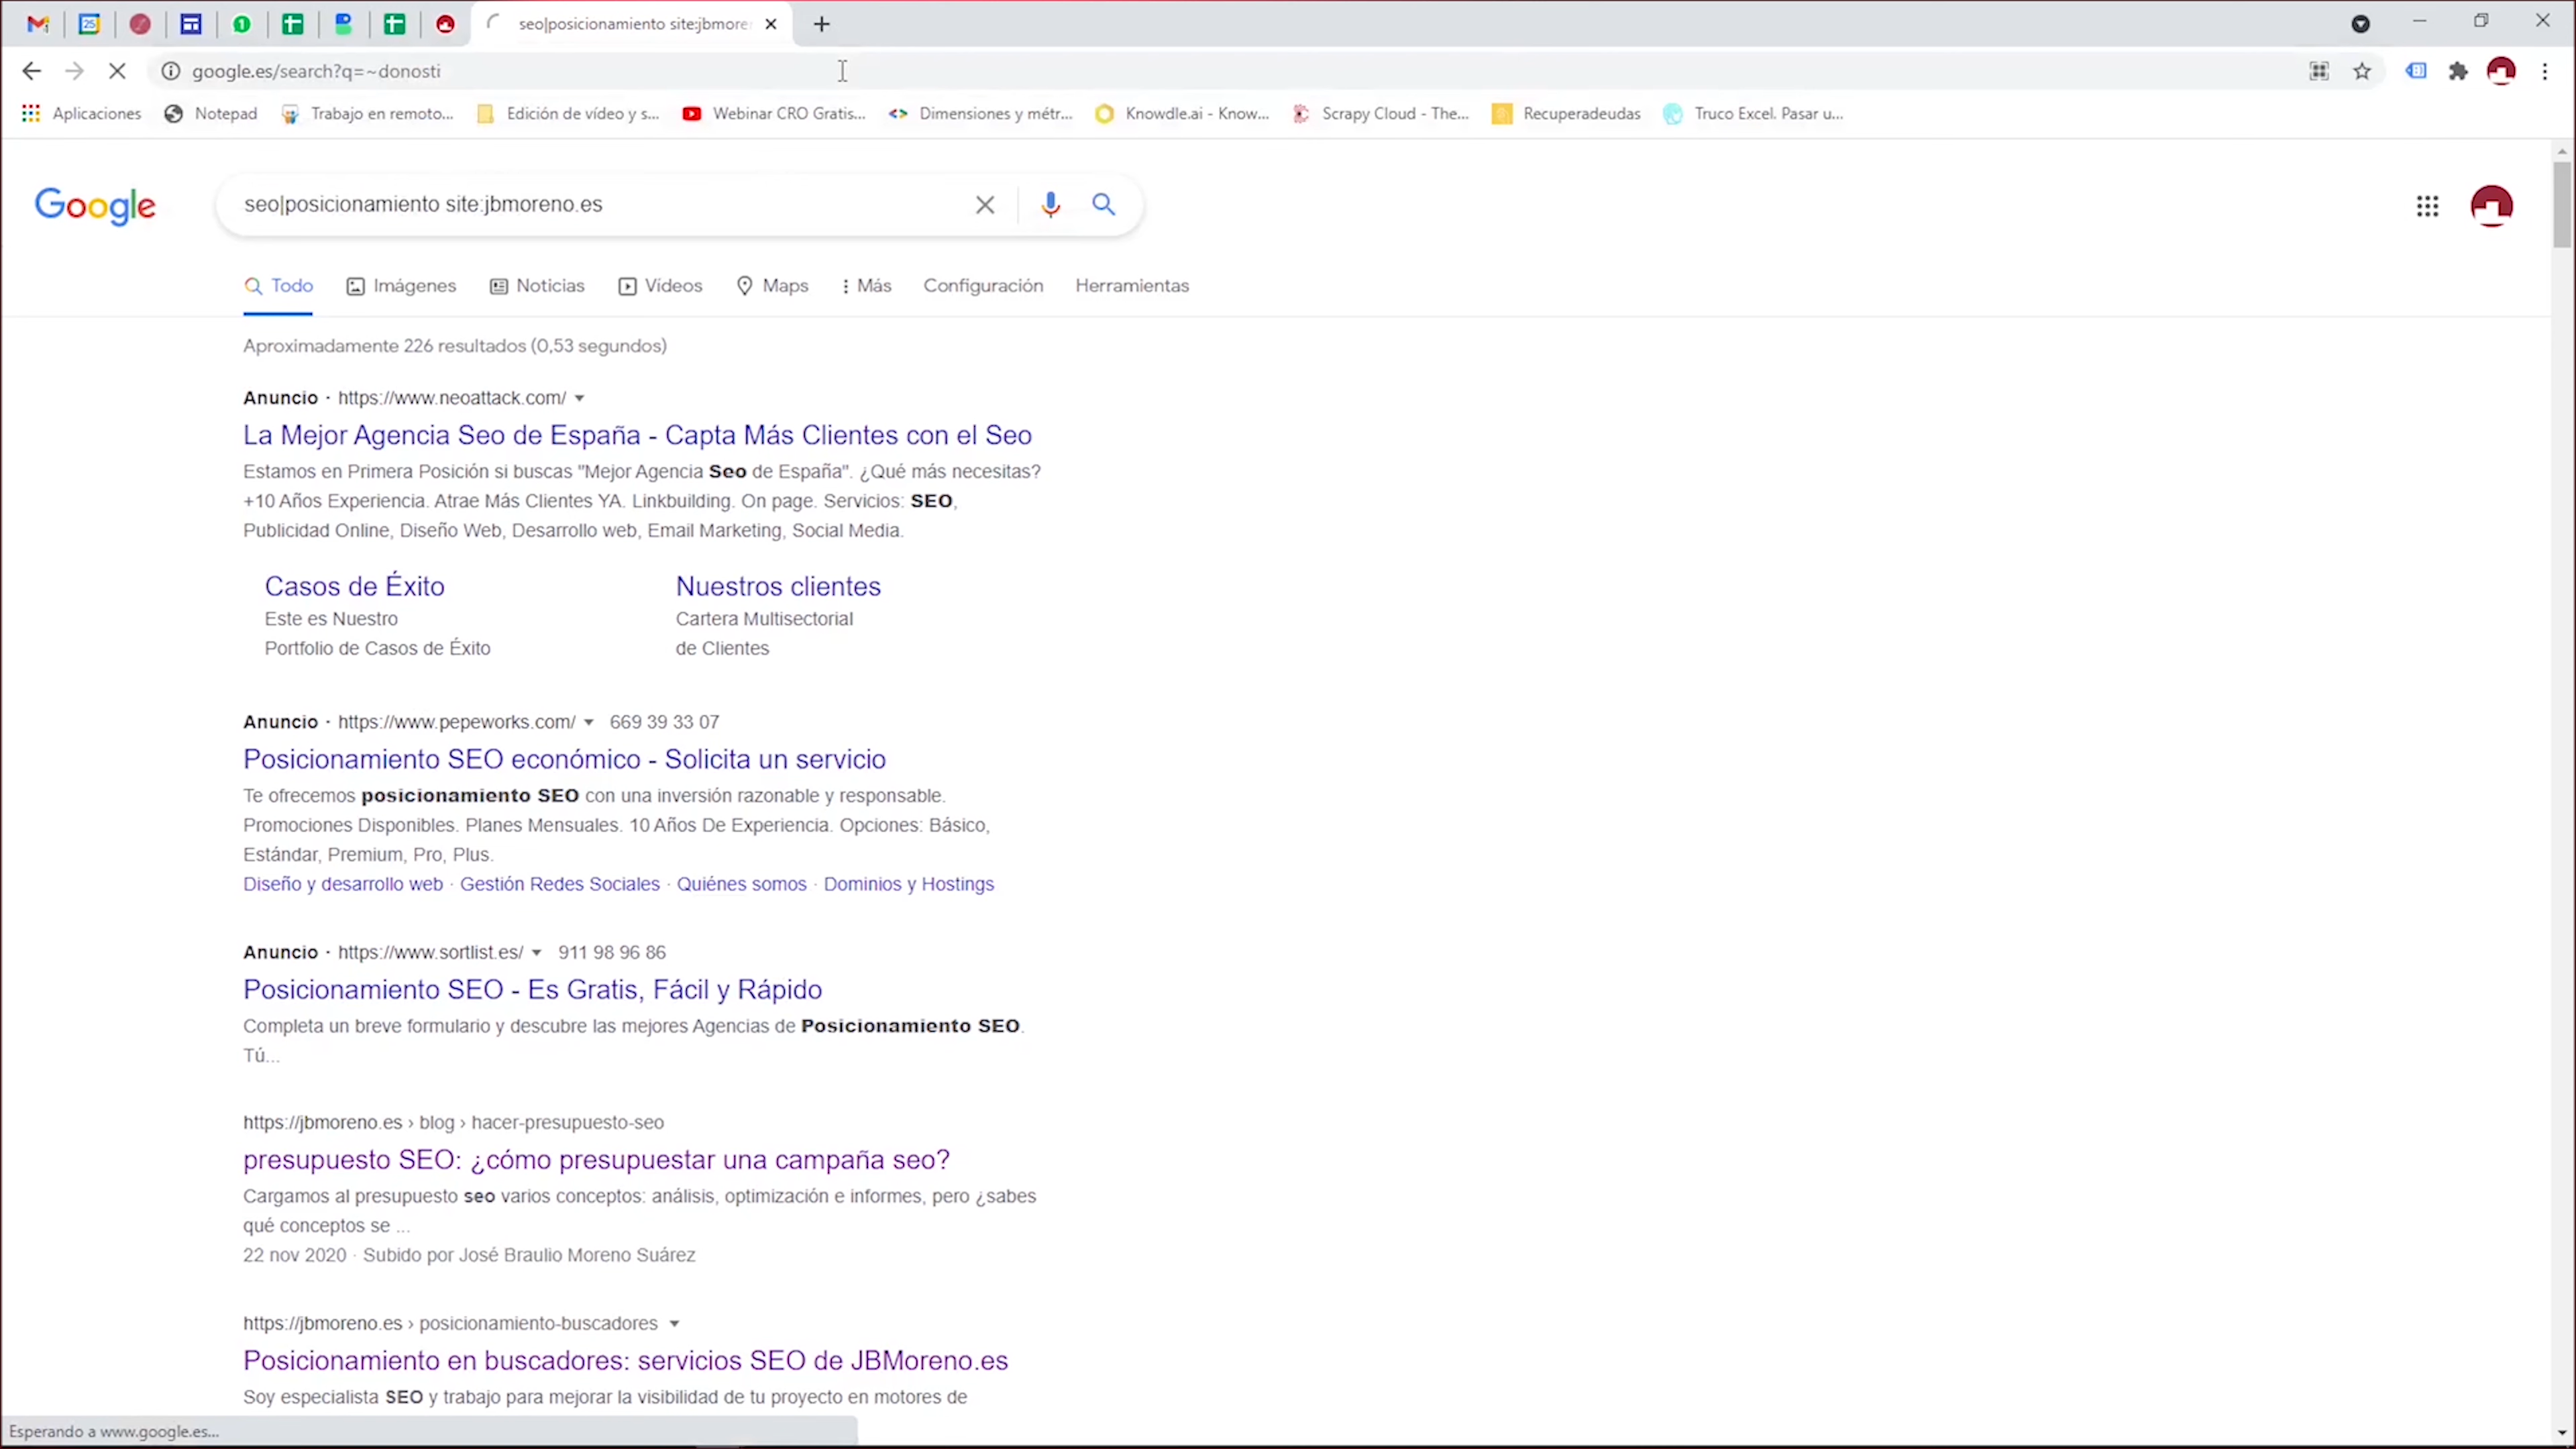 25
1
seo|posicionamiento site:jbmore
google.es/search?q=~donosti
Aplicaciones
Notepad
Trabajo en remoto...
Edición de vídeo y s...
Webinar CRO Gratis...
Dimensiones y métr...
Knowdle.ai - Know...
Scrapy Cloud - The...
Recuperadeudas
Truco Excel. Pasar u...
Google
seo|posicionamiento site:jbmoreno.es
Todo
Imágenes
Noticias
Vídeos
Maps
Más
Configuración
Herramientas
Aproximadamente 226 resultados (0,53 segundos)
Anuncio · https://www.neoattack.com/
La Mejor Agencia Seo de España - Capta Más Clientes con el Seo
Estamos en Primera Posición si buscas "Mejor Agencia Seo de España". ¿Qué más necesitas?
+10 Años Experiencia. Atrae Más Clientes YA. Linkbuilding. On page. Servicios: SEO,
Publicidad Online, Diseño Web, Desarrollo web, Email Marketing, Social Media.
Casos de Éxito
Este es Nuestro
Portfolio de Casos de Éxito
Nuestros clientes
Cartera Multisectorial
de Clientes
Anuncio · https://www.pepeworks.com/ 669 39 33 07
Posicionamiento SEO económico - Solicita un servicio
Te ofrecemos posicionamiento SEO con una inversión razonable y responsable.
Promociones Disponibles. Planes Mensuales. 10 Años De Experiencia. Opciones: Básico,
Estándar, Premium, Pro, Plus.
Diseño y desarrollo web · Gestión Redes Sociales · Quiénes somos · Dominios y Hostings
Anuncio · https://www.sortlist.es/ 911 98 96 86
Posicionamiento SEO - Es Gratis, Fácil y Rápido
Completa un breve formulario y descubre las mejores Agencias de Posicionamiento SEO.
Tú...
https://jbmoreno.es › blog › hacer-presupuesto-seo
presupuesto SEO: ¿cómo presupuestar una campaña seo?
Cargamos al presupuesto seo varios conceptos: análisis, optimización e informes, pero ¿sabes
qué conceptos se ...
22 nov 2020 · Subido por José Braulio Moreno Suárez
https://jbmoreno.es › posicionamiento-buscadores
Posicionamiento en buscadores: servicios SEO de JBMoreno.es
Soy especialista SEO y trabajo para mejorar la visibilidad de tu proyecto en motores de
Esperando a www.google.es...